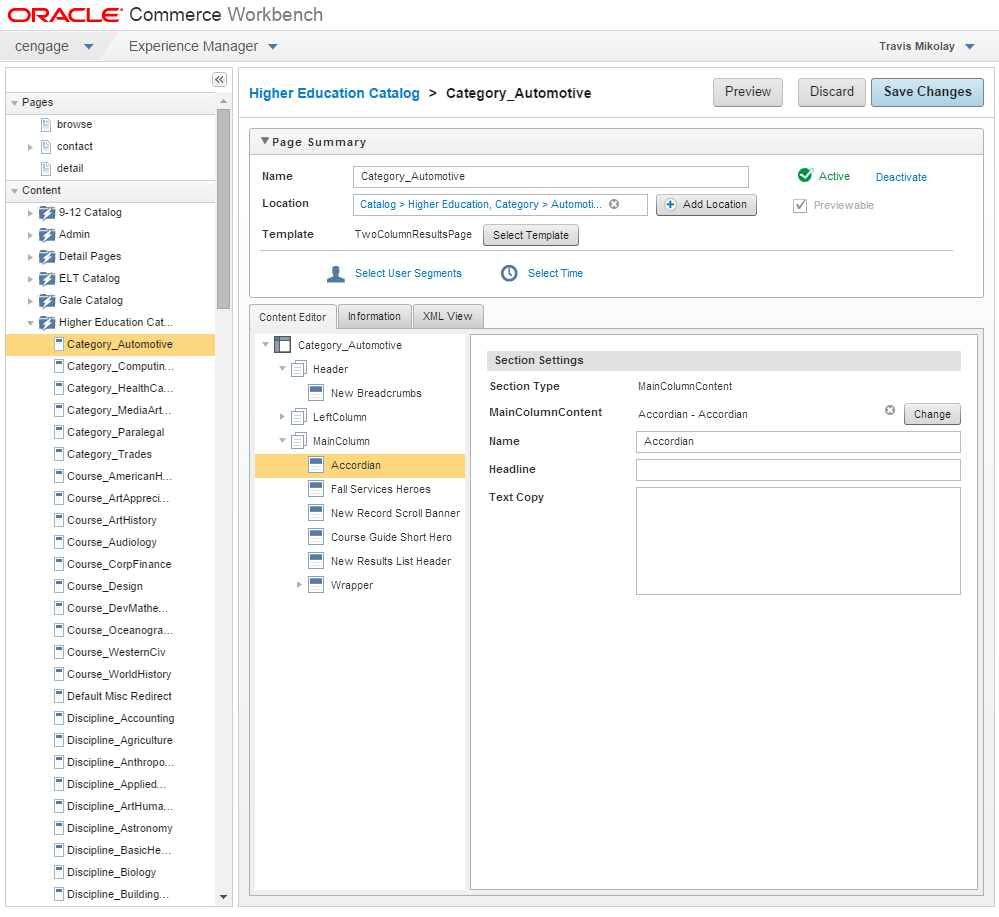 ORACLE Commerce Workbench
cengage Experience Manager Travis Mikolay
Pages
browse
contact
detail
Content
9-12 Catalog
Admin
Detail Pages
ELT Catalog
Gale Catalog
Higher Education Cat...
Category_Automotive
Category_Computin...
Category_HealthCa...
Category_MediaArt...
Category_Paralegal
Category_Trades
Course_AmericanH...
Course_ArtAppreci...
Course_ArtHistory
Course_Audiology
Course_CorpFinance
Course_Design
Course_DevMathe...
Course_Oceanogra...
Course_WesternCiv
Course_WorldHistory
Default Misc Redirect
Discipline_Accounting
Discipline_Agriculture
Discipline_Anthropo...
Discipline_Applied...
Discipline_ArtHuma...
Discipline_Astronomy
Discipline_BasicHe...
Discipline_Biology
Discipline_Building...
Higher Education Catalog > Category_Automotive
Preview Discard Save Changes
Page Summary
Name Category_Automotive Active Deactivate
Location Catalog > Higher Education, Category > Automoti... Add Location Previewable
Template TwoColumnResultsPage Select Template
Select User Segments Select Time
Content Editor Information XML View
Category_Automotive
Header
New Breadcrumbs
LeftColumn
MainColumn
Accordian
Fall Services Heroes
New Record Scroll Banner
Course Guide Short Hero
New Results List Header
Wrapper
Section Settings
Section Type MainColumnContent
MainColumnContent Accordian - Accordian Change
Name Accordian
Headline
Text Copy